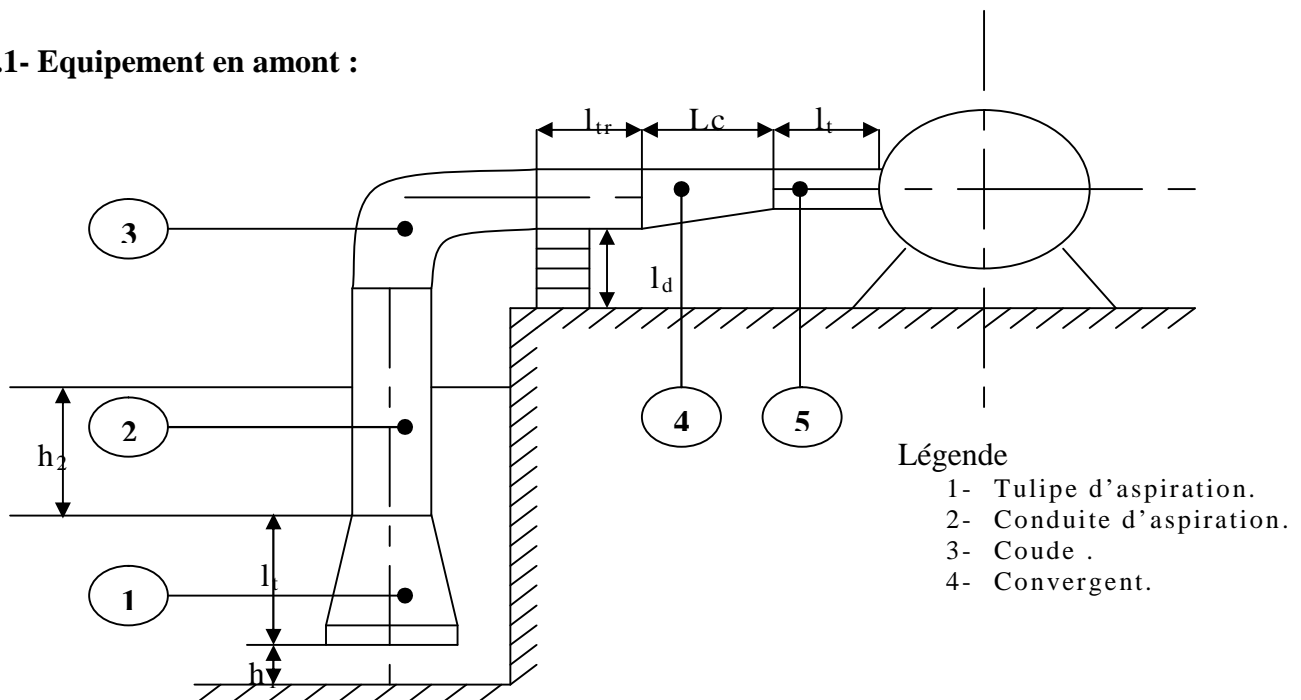 .1- Equipement en amont :
l_tr Lc l_t
3
l_d
4
5
2
h_2
Légende
1- Tulipe d'aspiration.
2- Conduite d'aspiration.
3- Coude .
4- Convergent.
l_t
1
h